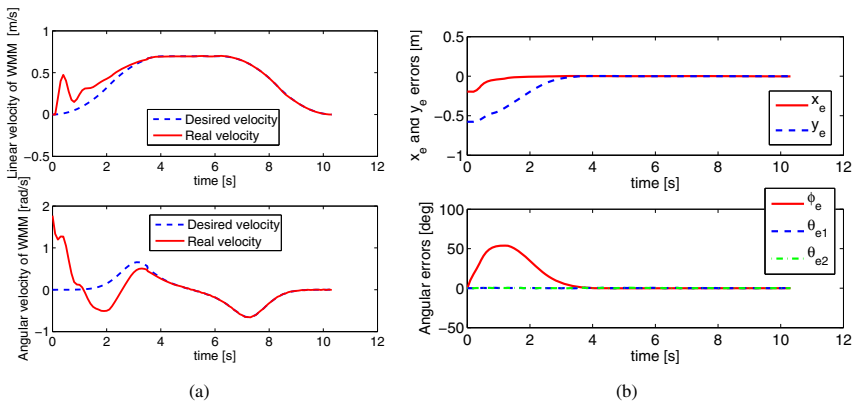 Linear velocity of WMM [m/s]
1
0.5
0
-0.5
0 2 4 6 8 10 12
time [s]
Desired velocity
Real velocity
Angular velocity of WMM [rad/s]
2
1
0
-1
0 2 4 6 8 10 12
time [s]
Desired velocity
Real velocity
(a)
x_e and y_e errors [m]
1
0.5
0
-0.5
-1
0 2 4 6 8 10 12
time [s]
x_e
y_e
Angular errors [deg]
100
50
0
-50
0 2 4 6 8 10 12
time [s]
ϕ_e
θ_e1
θ_e2
(b)